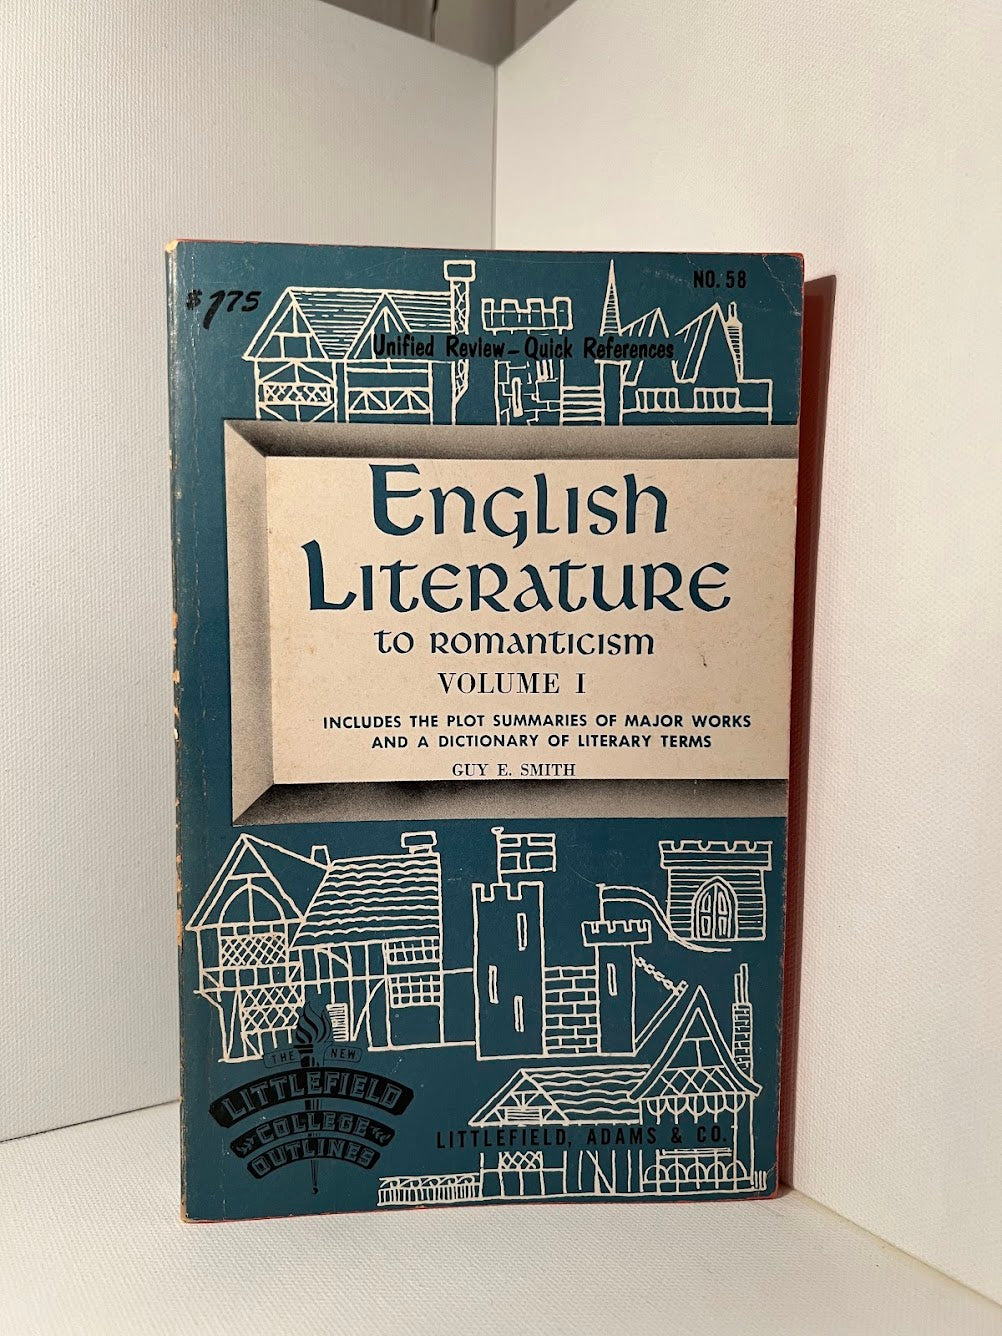 $1.75
NO. 58
Unified Review—Quick References
English
Literature
to Romanticism
VOLUME I
INCLUDES THE PLOT SUMMARIES OF MAJOR WORKS
AND A DICTIONARY OF LITERARY TERMS
GUY E. SMITH
THE NEW
LITTLEFIELD
COLLEGE
OUTLINES
LITTLEFIELD, ADAMS & CO.